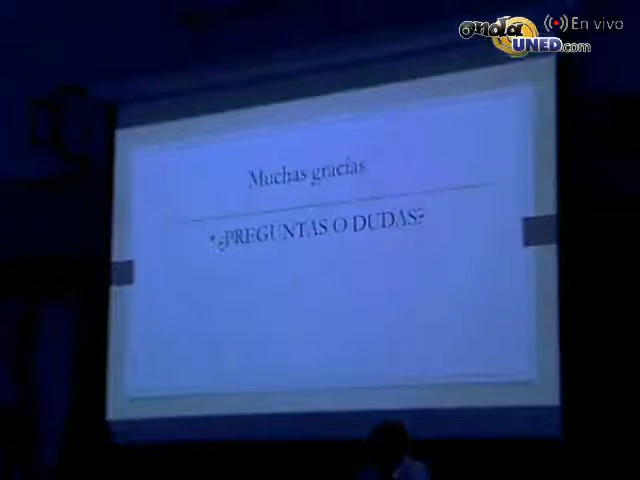 onda UNED.com
En vivo
Muchas gracias
• ¿PREGUNTAS O DUDAS?